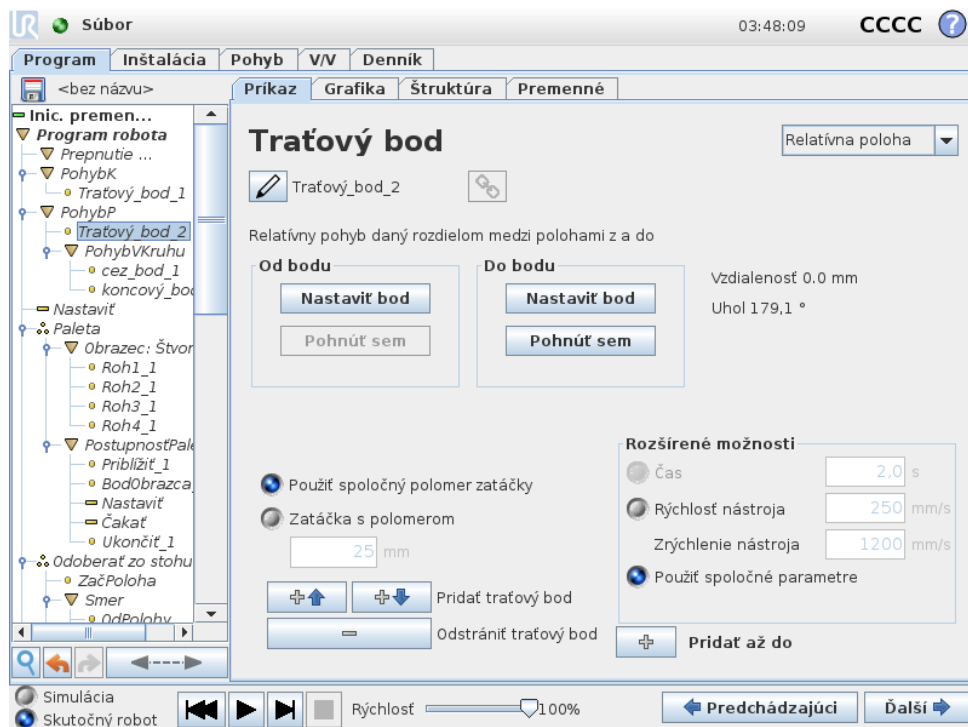 UR Súbor 03:48:09 CCCC ?
Program Inštalácia Pohyb V/V Denník
<bez názvu>
Príkaz Grafika Štruktúra Premenné
Inic. premen...
Program robota
Prepnutie ...
PohybK
Traťový_bod_1
PohybP
Traťový_bod_2
PohybVKruhu
cez_bod_1
koncový_bod
Nastaviť
Paleta
Obrazec: Štvor
Roh1_1
Roh2_1
Roh3_1
Roh4_1
PostupnosťPale
Priblížiť_1
BodObrazca
Nastaviť
Čakať
Ukončiť_1
Odoberať zo stohu
ZačPoloha
Smer
OdPolohy
Traťový bod
Relatívna poloha
Traťový_bod_2
Relatívny pohyb daný rozdielom medzi polohami z a do
Od bodu
Nastaviť bod
Pohnúť sem
Do bodu
Nastaviť bod
Pohnúť sem
Vzdialenosť 0.0 mm
Uhol 179,1 °
Použiť spoločný polomer zatáčky
Zatáčka s polomerom
25 mm
Pridať traťový bod
Odstrániť traťový bod
Rozšírené možnosti
Čas 2,0 s
Rýchlosť nástroja 250 mm/s
Zrýchlenie nástroja 1200 mm/s
Použiť spoločné parametre
Pridať až do
Simulácia
Skutočný robot
Rýchlosť 100%
Predchádzajúci
Ďalší